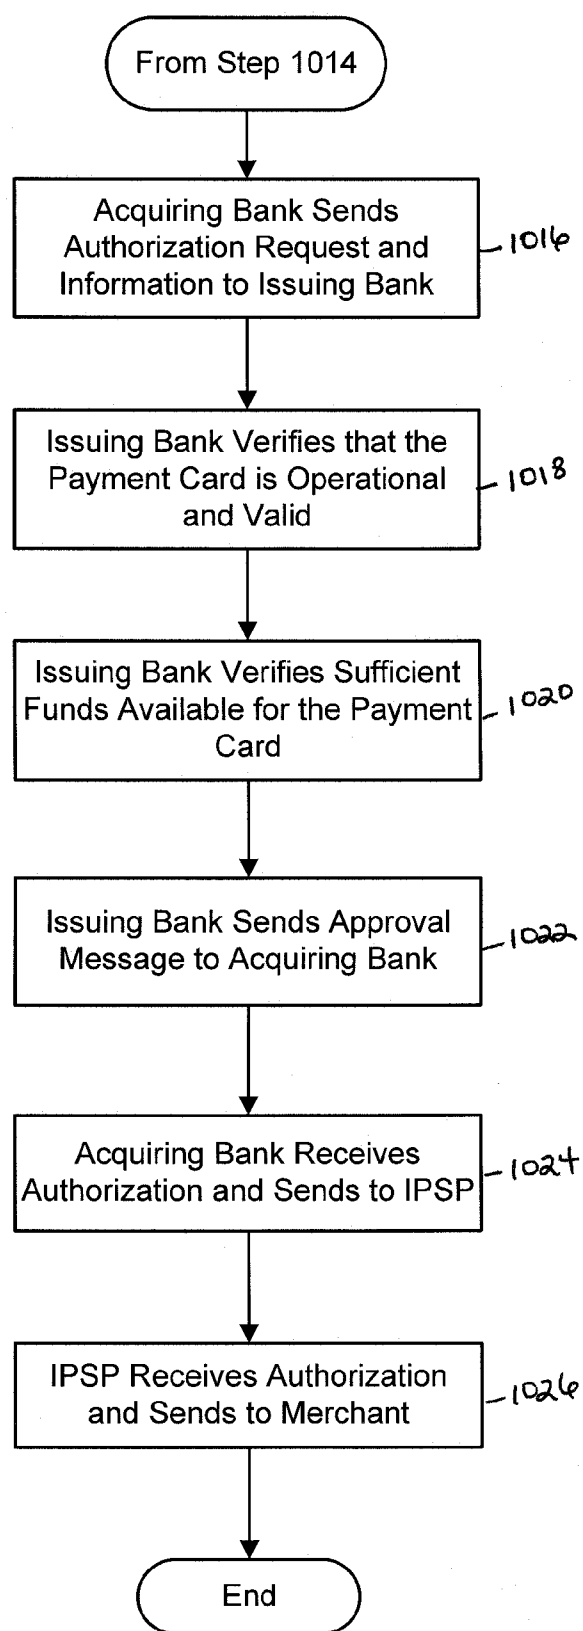 From Step 1014
Acquiring Bank Sends
Authorization Request and
Information to Issuing Bank
1016
Issuing Bank Verifies that the
Payment Card is Operational
and Valid
1018
Issuing Bank Verifies Sufficient
Funds Available for the Payment
Card
1020
Issuing Bank Sends Approval
Message to Acquiring Bank
1022
Acquiring Bank Receives
Authorization and Sends to IPSP
1024
IPSP Receives Authorization
and Sends to Merchant
1026
End